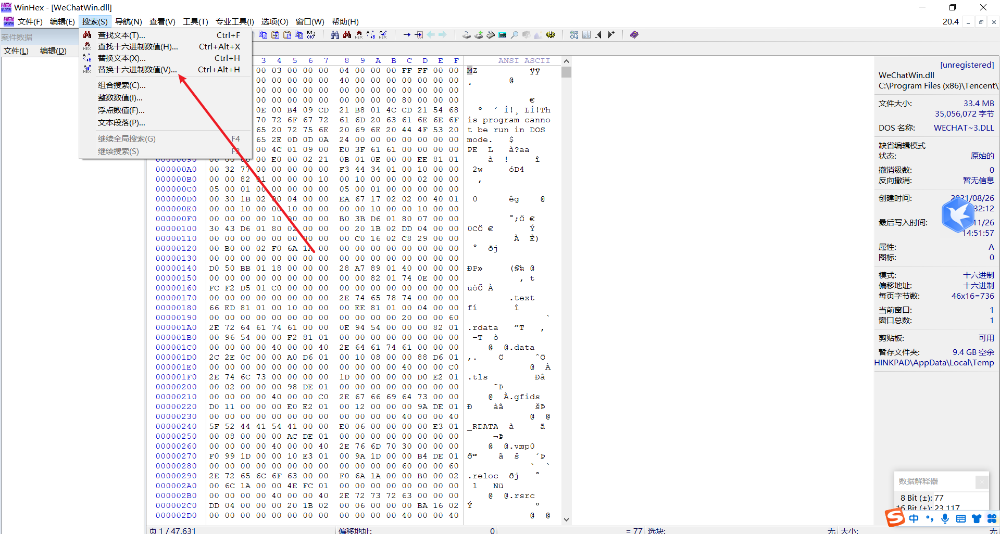 WinHex - [WeChatWin.dll]
文件(F) 编辑(E) 搜索(S) 导航(N) 查看(V) 工具(T) 专业工具(I) 选项(O) 窗口(W) 帮助(H) 20.4
案件数据
文件(L) 编辑(D)
查找文本(T)... Ctrl+F
查找十六进制数值(H)... Ctrl+Alt+X
替换文本(X)... Ctrl+H
替换十六进制数值(V)... Ctrl+Alt+H
组合搜索(C)...
整数数值(I)...
浮点数值(F)...
文本段落(P)...
继续全局搜索(G) F4
继续搜索(S)
3 4 5 6 7 8 9 A B C D E F ANSI ASCII
00 03 00 00 00 04 00 00 00 FF FF 00 00 MZ ÿÿ
00 00 00 00 00 40 00 00 00 00 00 00 00 ¸ @
00 00 00 00 00 00 00 00 00 00 00 00 00
00 00 00 00 00 00 00 00 00 80 00 00 00 €
0E 00 B4 09 CD 21 B8 01 4C CD 21 54 68 º ´ Í!¸ LÍ!Th
70 72 6F 67 72 61 6D 20 63 61 6E 6E 6F is program canno
65 20 72 75 6E 20 69 6E 20 44 4F 53 20 t be run in DOS
65 2E 0D 0D 0A 24 00 00 00 00 00 00 00 mode. $
00 4C 01 09 00 E0 3F 61 61 00 00 00 00 PE L à?aa
00000090 00 00 00 00 E0 00 02 21 0B 01 0E 00 00 EE 81 01 à ! î
000000A0 00 32 77 00 00 00 00 00 F3 44 34 01 00 10 00 00 2w óD4
000000B0 00 00 82 01 00 00 00 10 00 10 00 00 00 02 00 00 ‚
000000C0 05 00 01 00 00 00 00 00 05 00 01 00 00 00 00 00
000000D0 00 30 1B 02 00 04 00 00 EA 67 17 02 02 00 40 01 0 êg @
000000E0 00 00 10 00 00 10 00 00 00 00 10 00 00 10 00 00
000000F0 00 00 00 00 10 00 00 00 B0 3B D6 01 80 07 00 00 °;Ö €
00000100 30 43 D6 01 80 02 00 00 00 20 1B 02 DD 04 00 00 0CÖ € Ý
00000110 00 00 00 00 00 00 00 00 00 C0 16 02 C8 29 00 00 À È)
00000120 00 B0 00 02 F0 6A 1A 00 00 00 00 00 00 00 00 00 ° ðj
00000130 00 00 00 00 00 00 00 00 00 00 00 00 00 00 00 00
00000140 D0 50 BB 01 18 00 00 00 28 A7 89 01 40 00 00 00 ÐP» (§‰ @
00000150 00 00 00 00 00 00 00 00 00 00 82 01 74 0E 00 00 ‚ t
00000160 FC F2 D5 01 C0 00 00 00 00 00 00 00 00 00 00 00 üòÕ À
00000170 00 00 00 00 00 00 00 00 2E 74 65 78 74 00 00 00 .text
00000180 66 ED 81 01 00 10 00 00 00 EE 81 01 00 04 00 00 fí î
00000190 00 00 00 00 00 00 00 00 00 00 00 00 20 00 00 60 `
000001A0 2E 72 64 61 74 61 00 00 0E 94 54 00 00 00 82 01 .rdata ”T ‚
000001B0 00 96 54 00 00 F2 81 01 00 00 00 00 00 00 00 00 –T ò
000001C0 00 00 00 00 40 00 00 40 2E 64 61 74 61 00 00 00 @ @.data
000001D0 2C 2E 0C 00 00 A0 D6 01 00 10 08 00 00 88 D6 01 ,. Ö ˆÖ
000001E0 00 00 00 00 00 00 00 00 00 00 00 00 40 00 00 C0 @ À
000001F0 2E 74 6C 73 00 00 00 00 1D 00 00 00 00 D0 E2 01 .tls Ðâ
00000200 00 02 00 00 00 98 DE 01 00 00 00 00 00 00 00 00 ˜Þ
00000210 00 00 00 00 40 00 00 C0 2E 67 66 69 64 73 00 00 @ À.gfids
00000220 D0 11 00 00 00 E0 E2 01 00 12 00 00 00 9A DE 01 Ð àâ šÞ
00000230 00 00 00 00 00 00 00 00 00 00 00 00 40 00 00 40 @ @
00000240 5F 52 44 41 54 41 00 00 E0 06 00 00 00 00 E3 01 _RDATA à ã
00000250 00 08 00 00 00 AC DE 01 00 00 00 00 00 00 00 00 ¬Þ
00000260 00 00 00 00 40 00 00 40 2E 76 6D 70 30 00 00 00 @ @.vmp0
00000270 F0 99 1D 00 00 10 E3 01 00 9A 1D 00 00 B4 DE 01 ð™ ã š ´Þ
00000280 00 00 00 00 00 00 00 00 00 00 00 00 60 00 00 60 ` `
00000290 2E 72 65 6C 6F 63 00 00 F0 6A 1A 00 00 B0 00 02 .reloc ðj °
000002A0 00 6C 1A 00 00 4E FC 01 00 00 00 00 00 00 00 00 l Nü
000002B0 00 00 00 00 40 00 00 40 2E 72 73 72 63 00 00 00 @ @.rsrc
000002C0 DD 04 00 00 00 20 1B 02 00 06 00 00 00 BA 16 02 Ý º
000002D0 00 00 00 00 00 00 00 00 00 00 00 00 40 00 00 40 @ @
[unregistered]
WeChatWin.dll
C:\Program Files (x86)\Tencent\
文件大小: 33.4 MB
35,056,072 字节
DOS 名称: WECHAT~3.DLL
缺省编辑模式
状态: 原始的
撤消级数: 0
反向撤消: 暂无信息
创建时间: 2021/08/26
32:12
最后写入时间: 11/26
14:51:57
属性: A
图标: 0
模式: 十六进制
偏移地址: 十六进制
每页字节数: 46x16=736
当前窗口: 1
窗口总数: 1
剪贴板: 可用
暂存文件夹: 9.4 GB 空余
HINKPAD\AppData\Local\Temp
数据解释器
8 Bit (±): 77
16 Bit (±): 23,117
中
页 1 / 47,631 偏移地址: 0 = 77 选块: 无 大小: 无